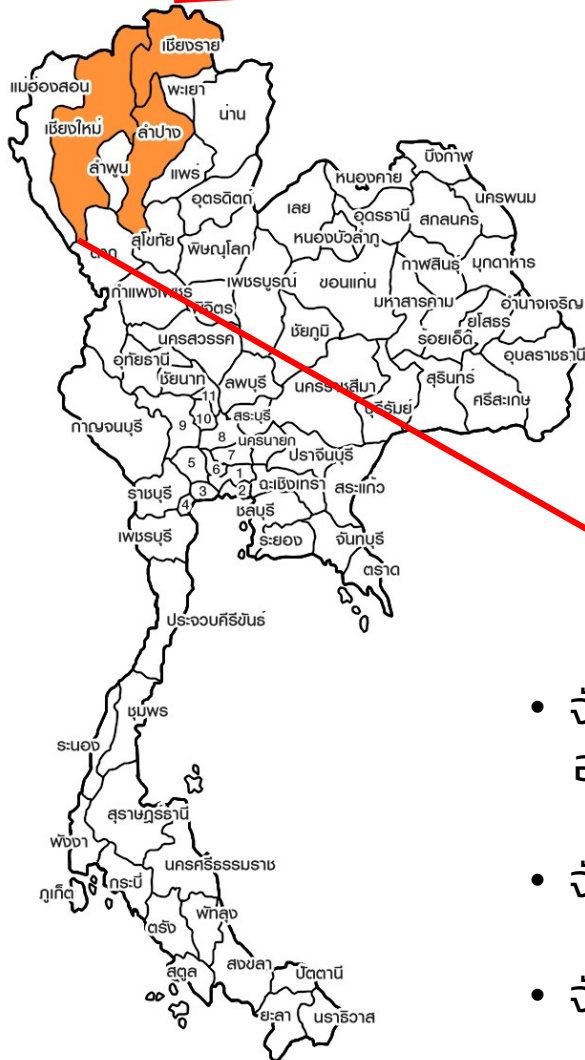 เชียงราย
แม่ฮ่องสอน
พะเยา
น่าน
เชียงใหม่
ลำปาง
ลำพูน
แพร่
บึงกาฬ
หนองคาย
อุตรดิตถ์
เลย
อุดรธานี
สกลนคร
นครพนม
ตาก
สุโขทัย
พิษณุโลก
หนองบัวลำภู
กาฬสินธุ์
มุกดาหาร
กำแพงเพชร
พิจิตร
เพชรบูรณ์
ขอนแก่น
มหาสารคาม
อำนาจเจริญ
ยโสธร
นครสวรรค์
ชัยภูมิ
ร้อยเอ็ด
อุบลราชธานี
อุทัยธานี
ชัยนาท
ลพบุรี
นครราชสีมา
สุรินทร์
ศรีสะเกษ
บุรีรัมย์
กาญจนบุรี
11
10
9
สระบุรี
8
นครนายก
7
ปราจีนบุรี
5
6
1
ฉะเชิงเทรา
สระแก้ว
ราชบุรี
3
2
4
ชลบุรี
เพชรบุรี
ระยอง
จันทบุรี
ตราด
ประจวบคีรีขันธ์
ชุมพร
ระนอง
สุราษฎร์ธานี
พังงา
นครศรีธรรมราช
ภูเก็ต
กระบี่
พัทลุง
ตรัง
สตูล
สงขลา
ปัตตานี
ยะลา
นราธิวาส